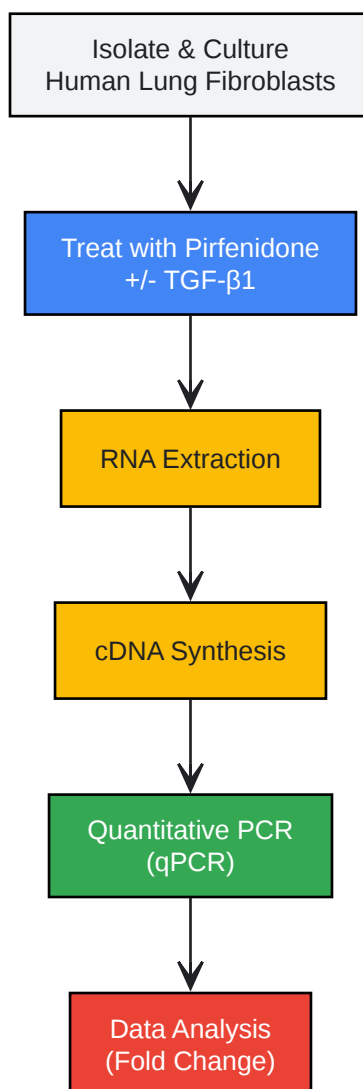 Isolate & Culture
Human Lung Fibroblasts
Treat with Pirfenidone
+/- TGF-β1
RNA Extraction
cDNA Synthesis
Quantitative PCR
(qPCR)
Data Analysis
(Fold Change)